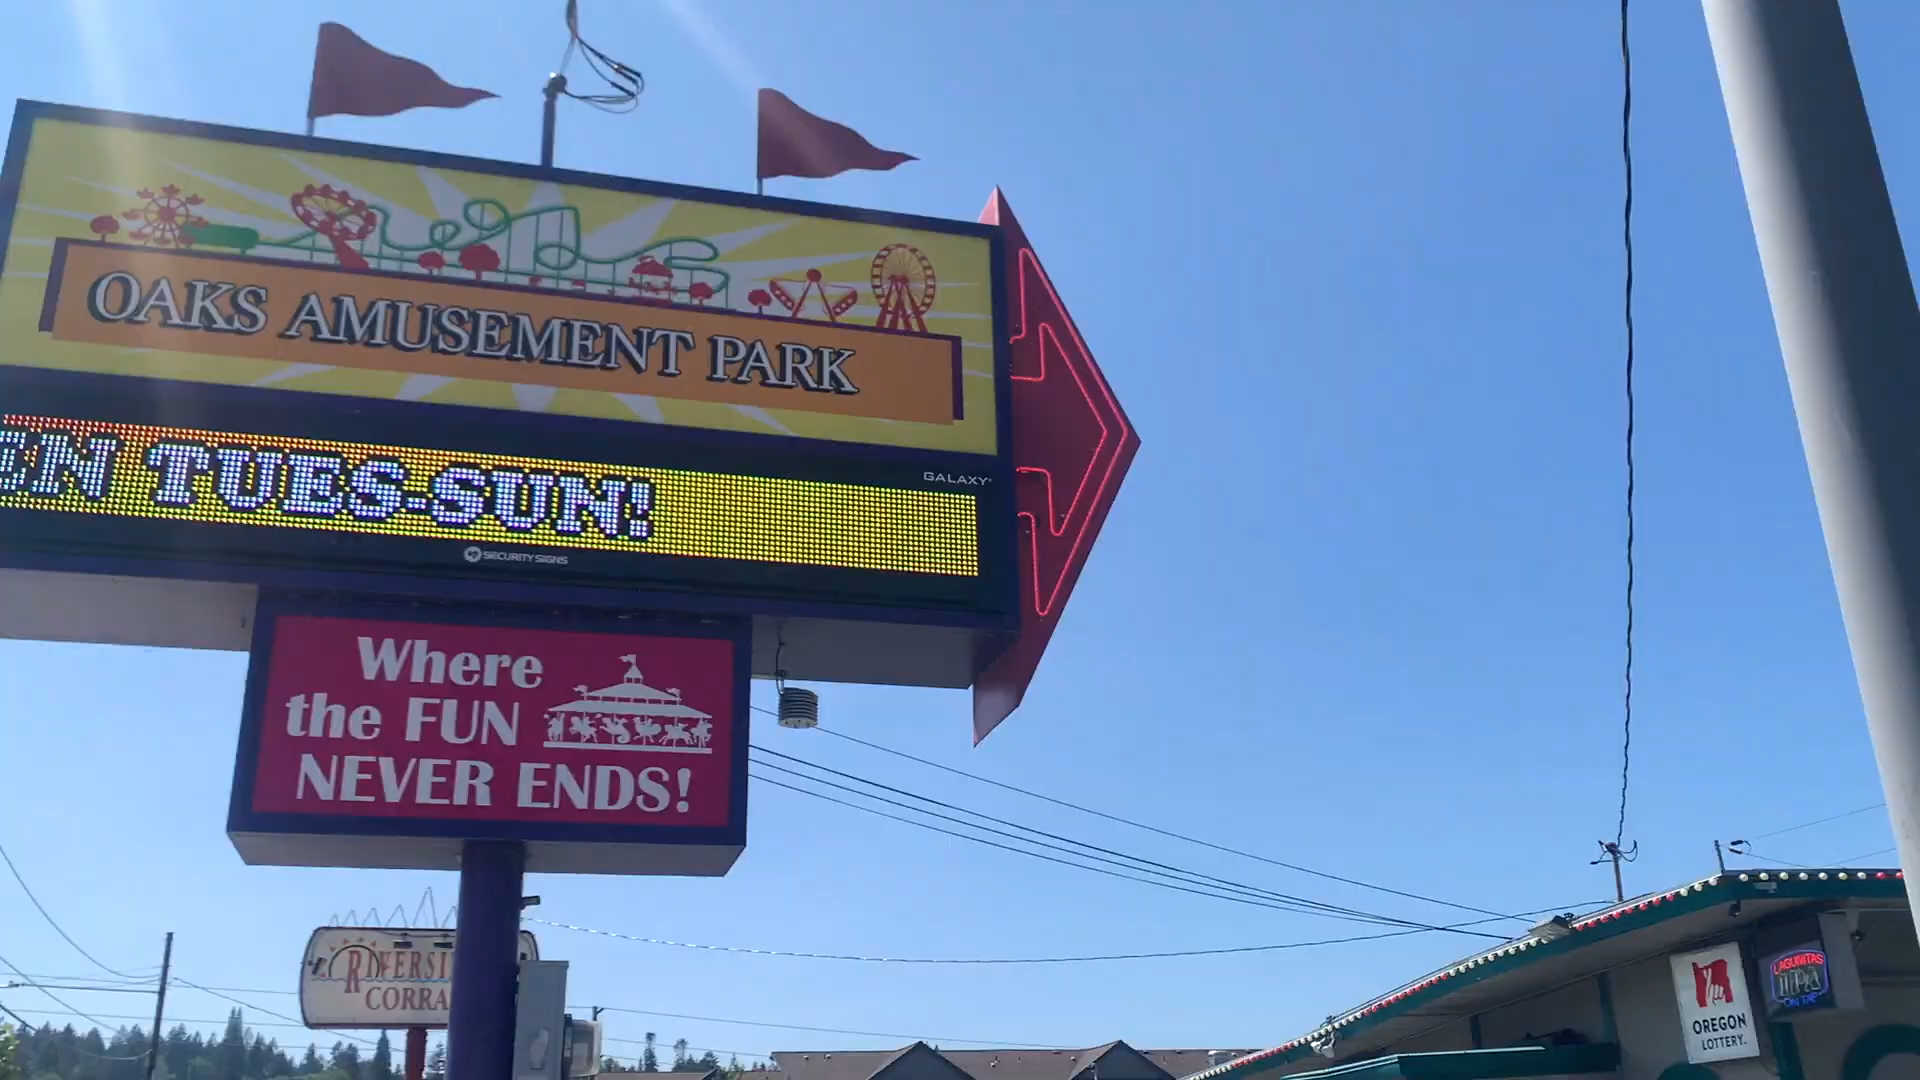 OAKS AMUSEMENT PARK
GALAXY
TUES-SUN!
SECURITY SIGNS
Where
the FUN
NEVER ENDS!
CORRA
OREGON
LOTTERY
LAGUNITAS
IPA
ON TAP